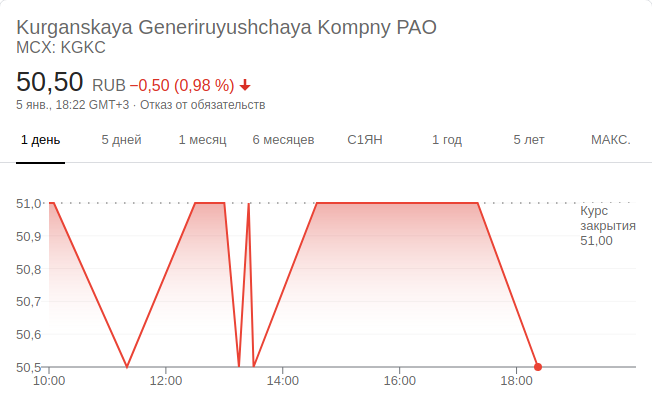 Kurganskaya Generiruyushchaya Kompny PAO
MCX: KGKC
50,50 RUB −0,50 (0,98 %)
5 янв., 18:22 GMT+3 · Отказ от обязательств
1 день 5 дней 1 месяц 6 месяцев С1ЯН 1 год 5 лет МАКС.
51,0
Курс
закрытия
51,00
50,9
50,8
50,7
50,6
50,5
10:00 12:00 14:00 16:00 18:00